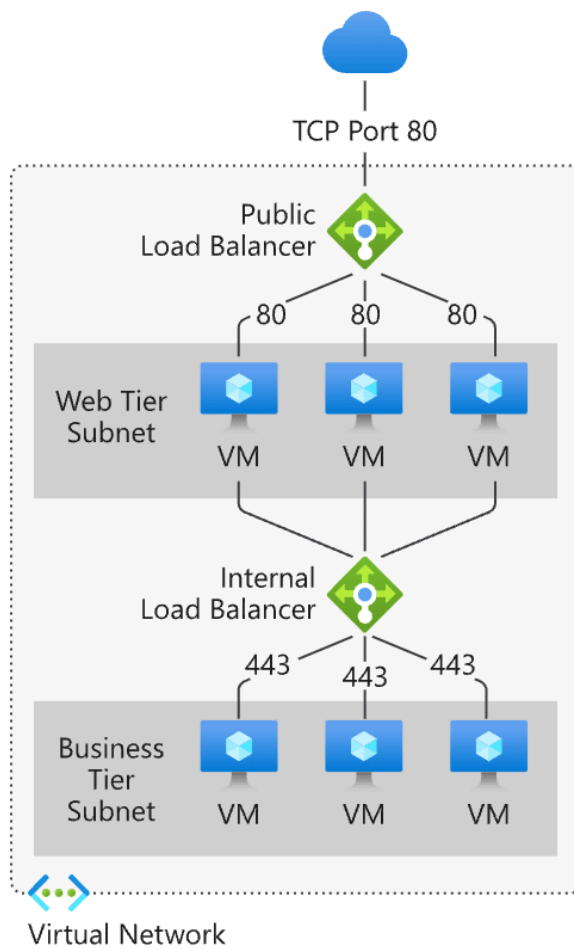 TCP Port 80
Public
Load Balancer
80
80
80
Web Tier
Subnet
VM
VM
VM
Internal
Load Balancer
443
443
443
Business
Tier
Subnet
VM
VM
VM
Virtual Network